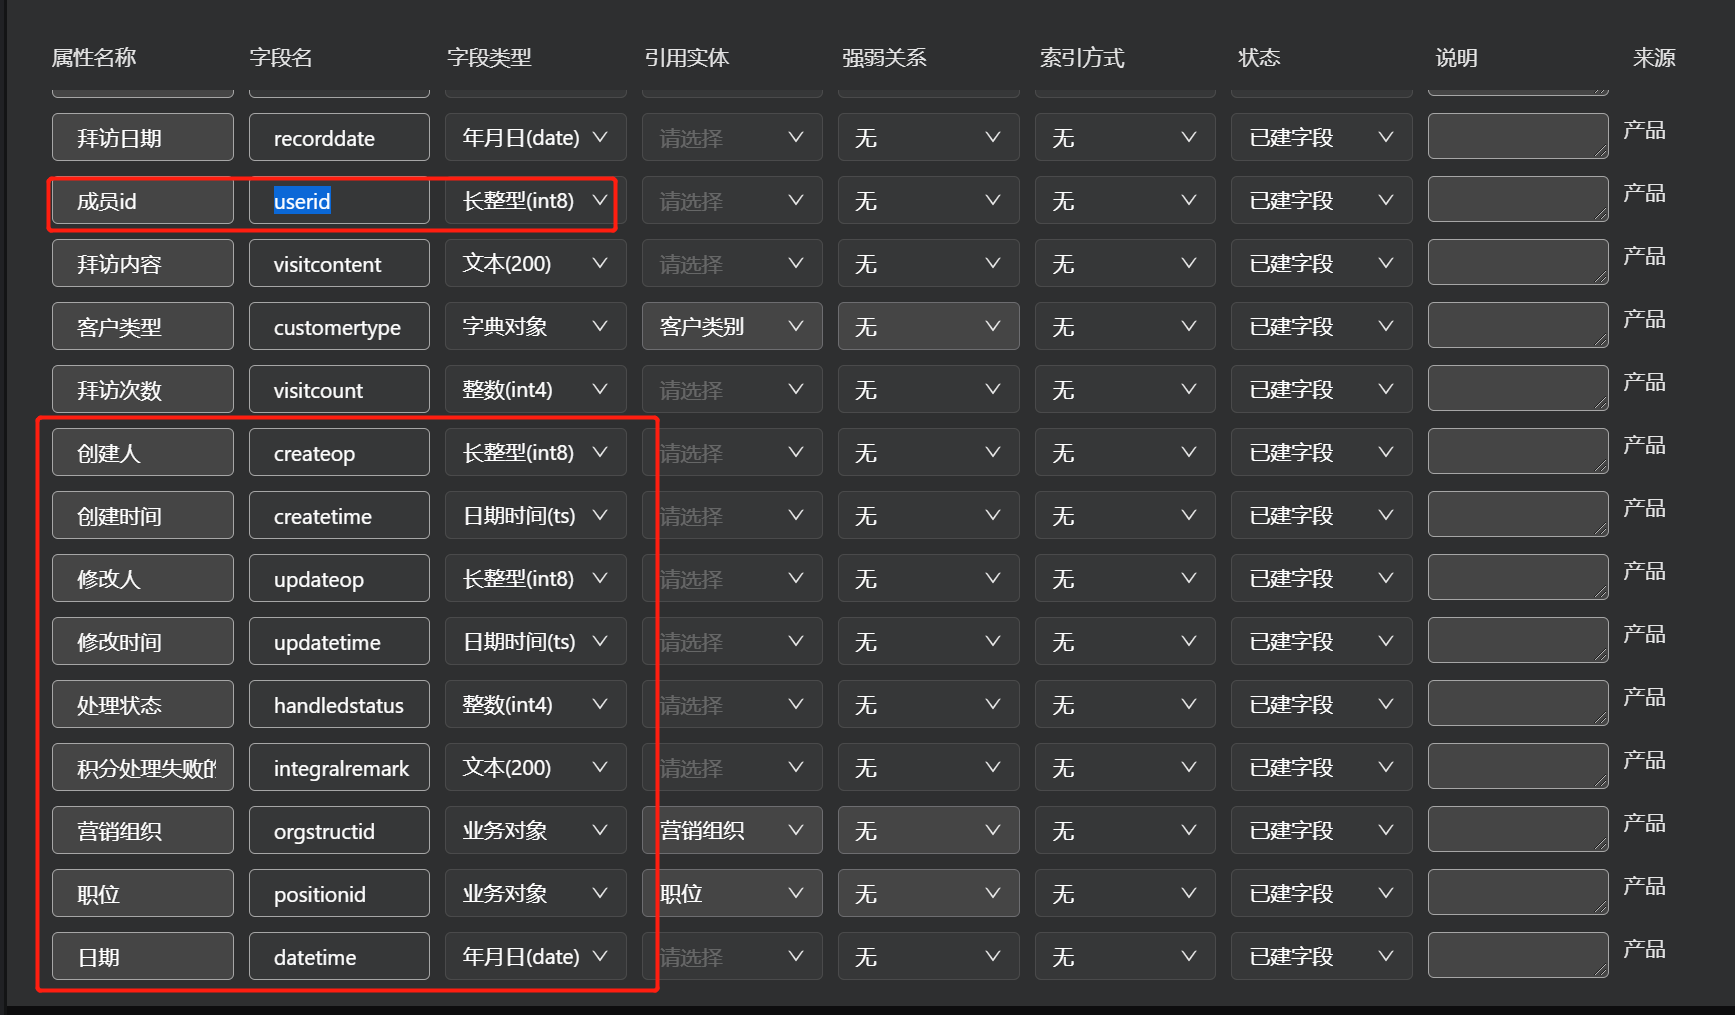 属性名称 字段名 字段类型 引用实体 强弱关系 索引方式 状态 说明 来源
拜访日期 recorddate 年月日(date) 请选择 无 无 已建字段 产品
成员id userid 长整型(int8) 请选择 无 无 已建字段 产品
拜访内容 visitcontent 文本(200) 请选择 无 无 已建字段 产品
客户类型 customertype 字典对象 客户类别 无 无 已建字段 产品
拜访次数 visitcount 整数(int4) 请选择 无 无 已建字段 产品
创建人 createop 长整型(int8) 请选择 无 无 已建字段 产品
创建时间 createtime 日期时间(ts) 请选择 无 无 已建字段 产品
修改人 updateop 长整型(int8) 请选择 无 无 已建字段 产品
修改时间 updatetime 日期时间(ts) 请选择 无 无 已建字段 产品
处理状态 handledstatus 整数(int4) 请选择 无 无 已建字段 产品
积分处理失败的 integralremark 文本(200) 请选择 无 无 已建字段 产品
营销组织 orgstructid 业务对象 营销组织 无 无 已建字段 产品
职位 positionid 业务对象 职位 无 无 已建字段 产品
日期 datetime 年月日(date) 请选择 无 无 已建字段 产品